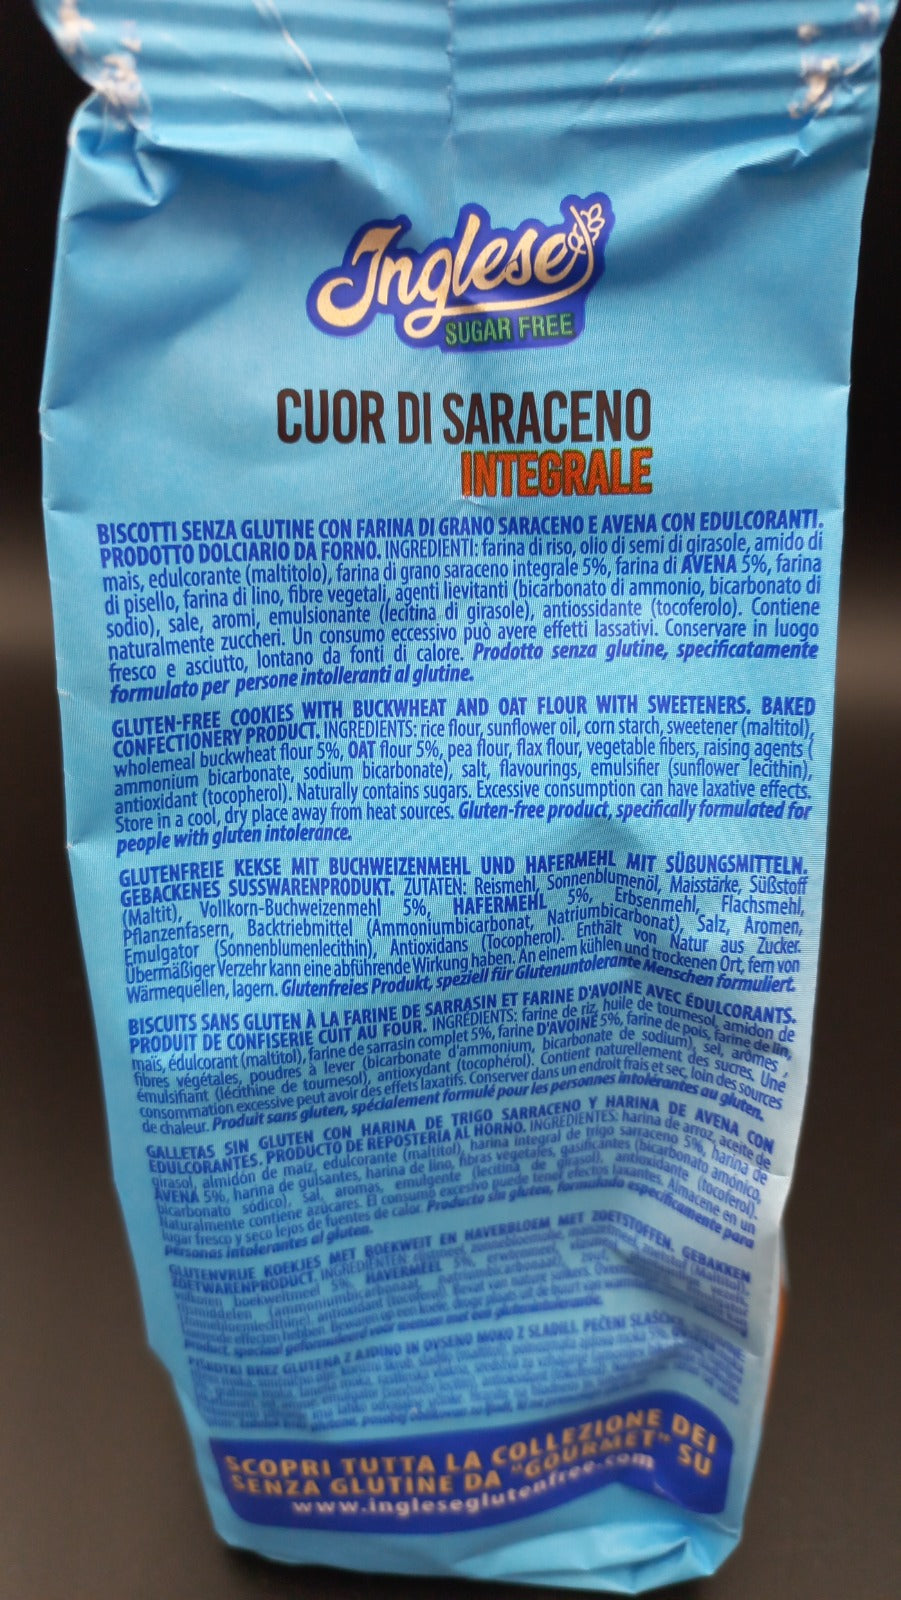 Inglese
SUGAR FREE
CUOR DI SARACENO
INTEGRALE
BISCOTTI SENZA GLUTINE CON FARINA DI GRANO SARACENO E AVENA CON EDULCORANTI.
PRODOTTO DOLCIARIO DA FORNO. INGREDIENTI: farina di riso, olio di semi di girasole, amido di
mais, edulcorante (maltitolo), farina di grano saraceno integrale 5%, farina di AVENA 5%, farina
di pisello, farina di lino, fibre vegetali, agenti lievitanti (bicarbonato di ammonio, bicarbonato di
sodio), sale, aromi, emulsionante (lecitina di girasole), antiossidante (tocoferolo). Contiene
naturalmente zuccheri. Un consumo eccessivo può avere effetti lassativi. Conservare in luogo
fresco e asciutto, lontano da fonti di calore. Prodotto senza glutine, specificatamente
formulato per persone intolleranti al glutine.
GLUTEN-FREE COOKIES WITH BUCKWHEAT AND OAT FLOUR WITH SWEETENERS. BAKED
CONFECTIONERY PRODUCT. INGREDIENTS: rice flour, sunflower oil, corn starch, sweetener (maltitol),
wholemeal buckwheat flour 5%, OAT flour 5%, pea flour, flax flour, vegetable fibers, raising agents (
ammonium bicarbonate, sodium bicarbonate), salt, flavourings, emulsifier (sunflower lecithin),
antioxidant (tocopherol). Naturally contains sugars. Excessive consumption can have laxative effects.
Store in a cool, dry place away from heat sources. Gluten-free product, specifically formulated for
people with gluten intolerance.
GLUTENFREIE KEKSE MIT BUCHWEIZENMEHL UND HAFERMEHL MIT SÜßUNGSMITTELN.
GEBACKENES SUSSWARENPRODUKT. ZUTATEN: Reismehl, Sonnenblumenöl, Maisstärke, Süßstoff
(Maltit), Vollkorn-Buchweizenmehl 5%, HAFERMEHL 5%, Erbsenmehl, Flachsmehl,
Pflanzenfasern, Backtriebmittel (Ammoniumbicarbonat, Natriumbicarbonat), Salz, Aromen,
Emulgator (Sonnenblumenlecithin), Antioxidans (Tocopherol). Enthält von Natur aus Zucker.
Übermäßiger Verzehr kann eine abführende Wirkung haben. An einem kühlen und trockenen Ort, fern von
Wärmequellen, lagern. Glutenfreies Produkt, speziell für Glutenuntolerante Menschen formuliert.
BISCUITS SANS GLUTEN À LA FARINE DE SARRASIN ET FARINE D'AVOINE AVEC ÉDULCORANTS.
PRODUIT DE CONFISERIE CUIT AU FOUR. INGRÉDIENTS: farine de riz, huile de tournesol, amidon de
maïs, édulcorant (maltitol), farine de sarrasin complet 5%, farine D'AVOINE 5%, farine de pois, farine de lin,
fibres végétales, poudres à lever (bicarbonate d'ammonium, bicarbonate de sodium), sel, arômes ,
émulsifiant (lécithine de tournesol), antioxydant (tocophérol). Contient naturellement des sucres. Une
consommation excessive peut avoir des effets laxatifs. Conserver dans un endroit frais et sec, loin des sources
de chaleur. Produit sans gluten, spécialement formulé pour les personnes intolérantes au gluten.
GALLETAS SIN GLUTEN CON HARINA DE TRIGO SARRACENO Y HARINA DE AVENA CON
EDULCORANTES. PRODUCTO DE REPOSTERÍA AL HORNO. INGREDIENTES: harina de arroz, aceite de
girasol, almidón de maíz, edulcorante (maltitol), harina integral de trigo sarraceno 5%, harina de
AVENA 5%, harina de guisantes, harina de lino, fibras vegetales, gasificantes (bicarbonato amónico,
bicarbonato sódico), sal, aromas, emulgente (lecitina de girasol), antioxidante (tocoferol).
Naturalmente contiene azúcares. El consumo excesivo puede tener efectos laxantes. Almacene en un
lugar fresco y seco lejos de fuentes de calor. Producto sin gluten, formulado específicamente para
personas intolerantes al gluten.
GLUTENVRIJE KOEKJES MET BOEKWEIT EN HAVERBLOEM MET ZOETSTOFFEN. GEBAKKEN
ZOETWARENPRODUCT. INGREDIËNTEN:
boekweitmeel 5%, HAVERMEEL 5%,
(ammoniumbicarbonaat,
BREZ GLUTENA Z AJDINO IN OVSENO MOKO Z SLADILI. PEČENI
SCOPRI TUTTA LA COLLEZIONE DEI
SENZA GLUTINE DA "GOURMET" SU
www.ingleseglutenfree.com